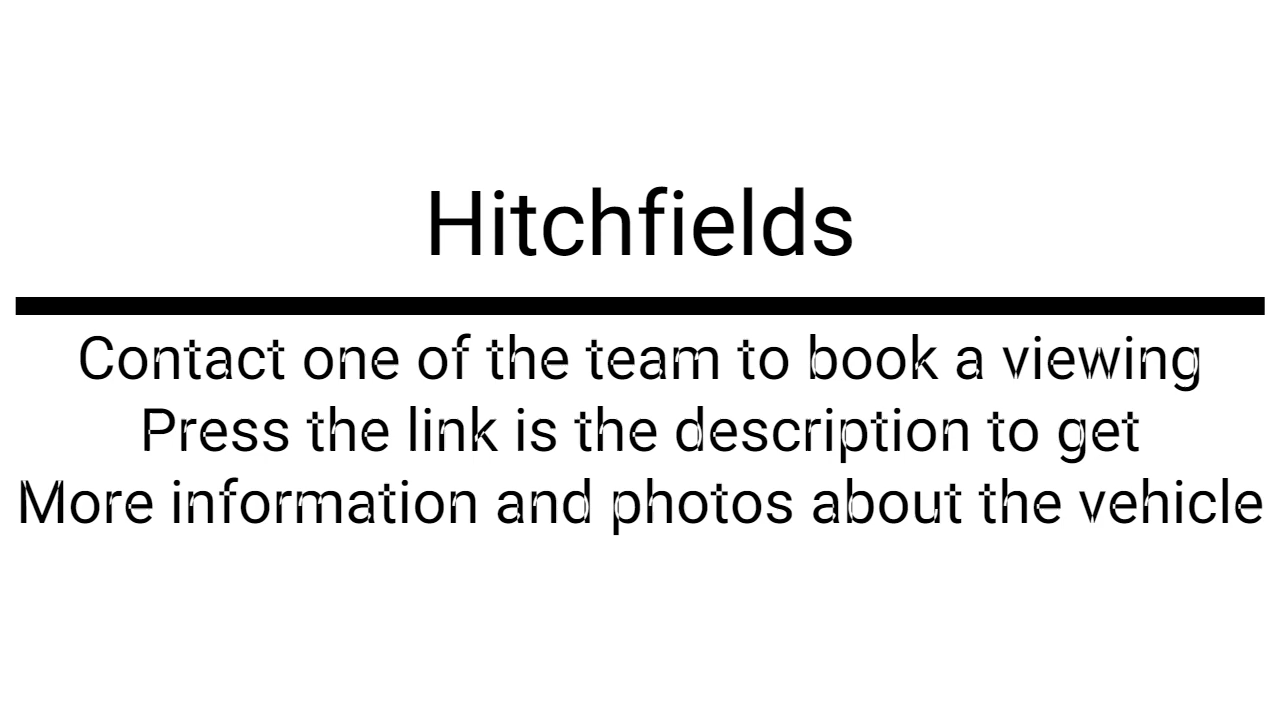 Hitchfields
Contact one of the team to book a viewing
Press the link is the description to get
More information and photos about the vehicle